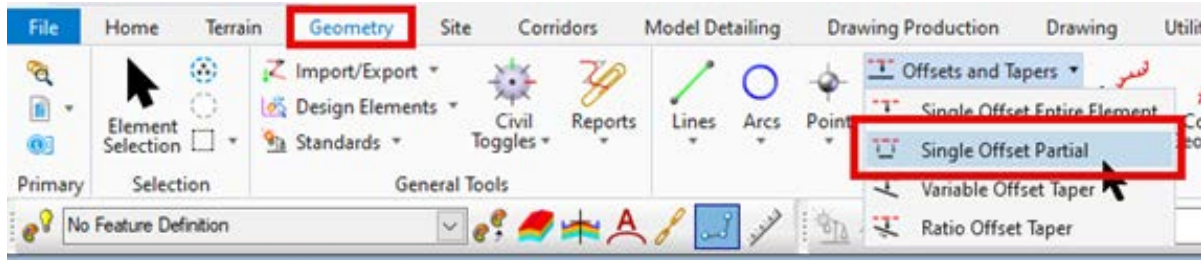 File Home Terrain Geometry Site Corridors Model Detailing Drawing Production Drawing
Import/Export
Design Elements
Standards
Element
Selection
Civil
Toggles
Reports
Lines
Arcs
Point
Offsets and Tapers
Single Offset Entire Element
Single Offset Partial
Variable Offset Taper
Ratio Offset Taper
Primary Selection General Tools
No Feature Definition